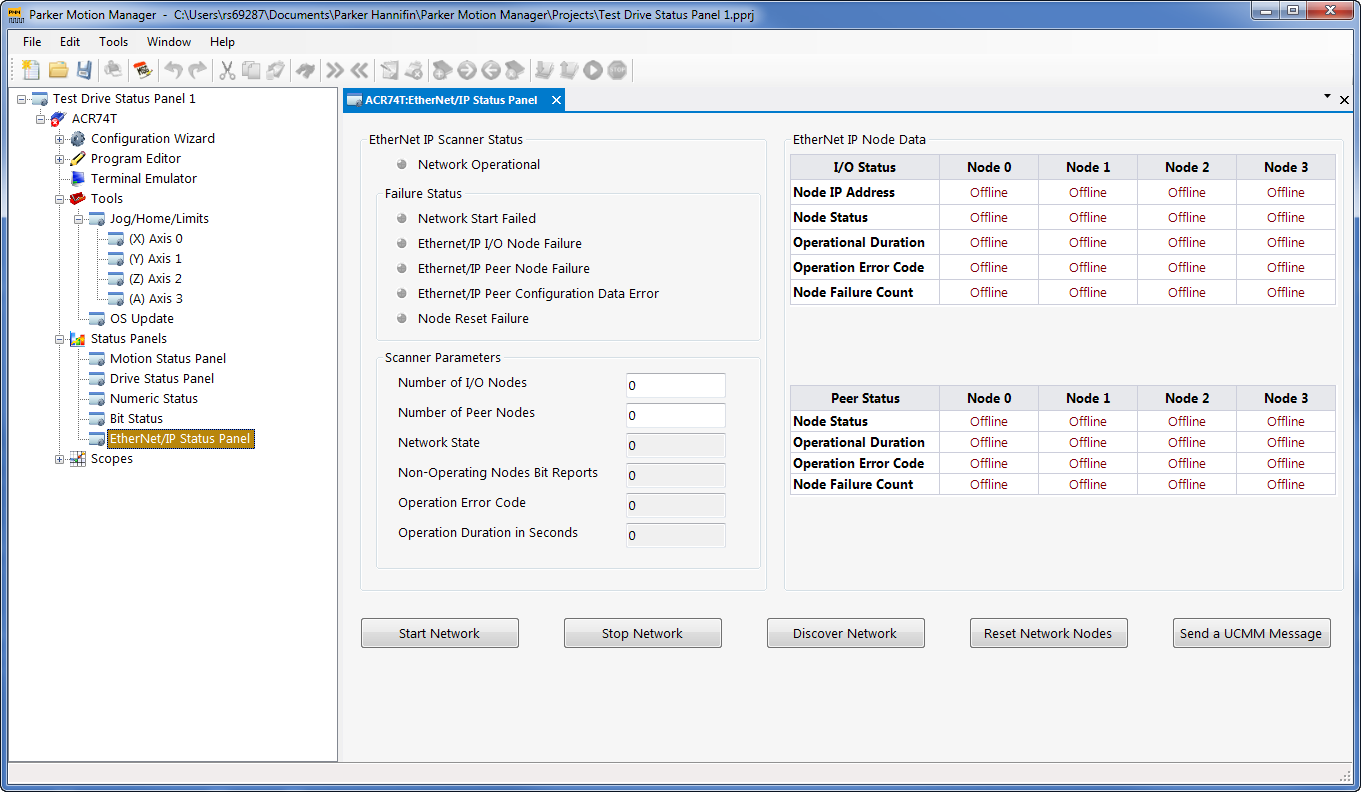 Parker Motion Manager - C:\Users\rs69287\Documents\Parker Hannifin\Parker Motion Manager\Projects\Test Drive Status Panel 1.pprj
File Edit Tools Window Help
Test Drive Status Panel 1
ACR74T
Configuration Wizard
Program Editor
Terminal Emulator
Tools
Jog/Home/Limits
(X) Axis 0
(Y) Axis 1
(Z) Axis 2
(A) Axis 3
OS Update
Status Panels
Motion Status Panel
Drive Status Panel
Numeric Status
Bit Status
EtherNet/IP Status Panel
Scopes
ACR74T:EtherNet/IP Status Panel
EtherNet IP Scanner Status
Network Operational
Failure Status
Network Start Failed
Ethernet/IP I/O Node Failure
Ethernet/IP Peer Node Failure
Ethernet/IP Peer Configuration Data Error
Node Reset Failure
Scanner Parameters
Number of I/O Nodes 0
Number of Peer Nodes 0
Network State 0
Non-Operating Nodes Bit Reports 0
Operation Error Code 0
Operation Duration in Seconds 0
EtherNet IP Node Data
I/O Status Node 0 Node 1 Node 2 Node 3
Node IP Address Offline Offline Offline Offline
Node Status Offline Offline Offline Offline
Operational Duration Offline Offline Offline Offline
Operation Error Code Offline Offline Offline Offline
Node Failure Count Offline Offline Offline Offline
Peer Status Node 0 Node 1 Node 2 Node 3
Node Status Offline Offline Offline Offline
Operational Duration Offline Offline Offline Offline
Operation Error Code Offline Offline Offline Offline
Node Failure Count Offline Offline Offline Offline
Start Network Stop Network Discover Network Reset Network Nodes Send a UCMM Message